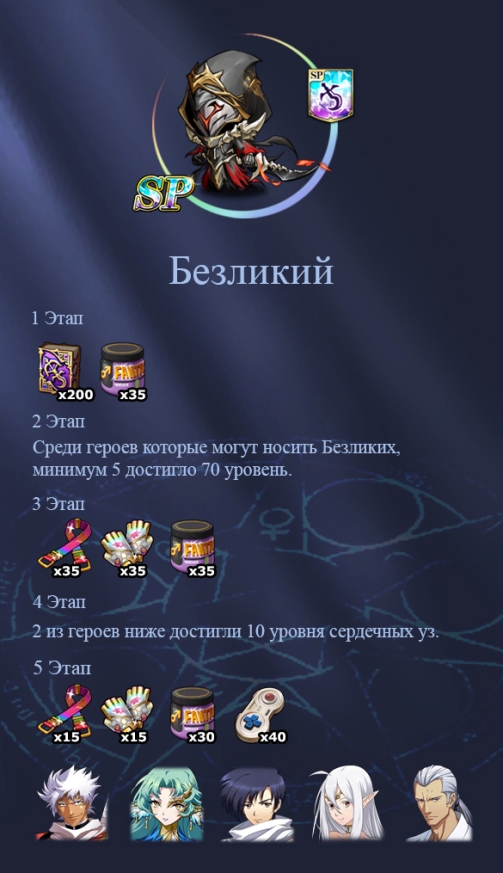 SP
SP
Безликий
1 Этап
x200 x35
2 Этап
Среди героев которые могут носить Безликих,
минимум 5 достигло 70 уровень.
3 Этап
x35 x35 x35
4 Этап
2 из героев ниже достигли 10 уровня сердечных уз.
5 Этап
x15 x15 x30 x40